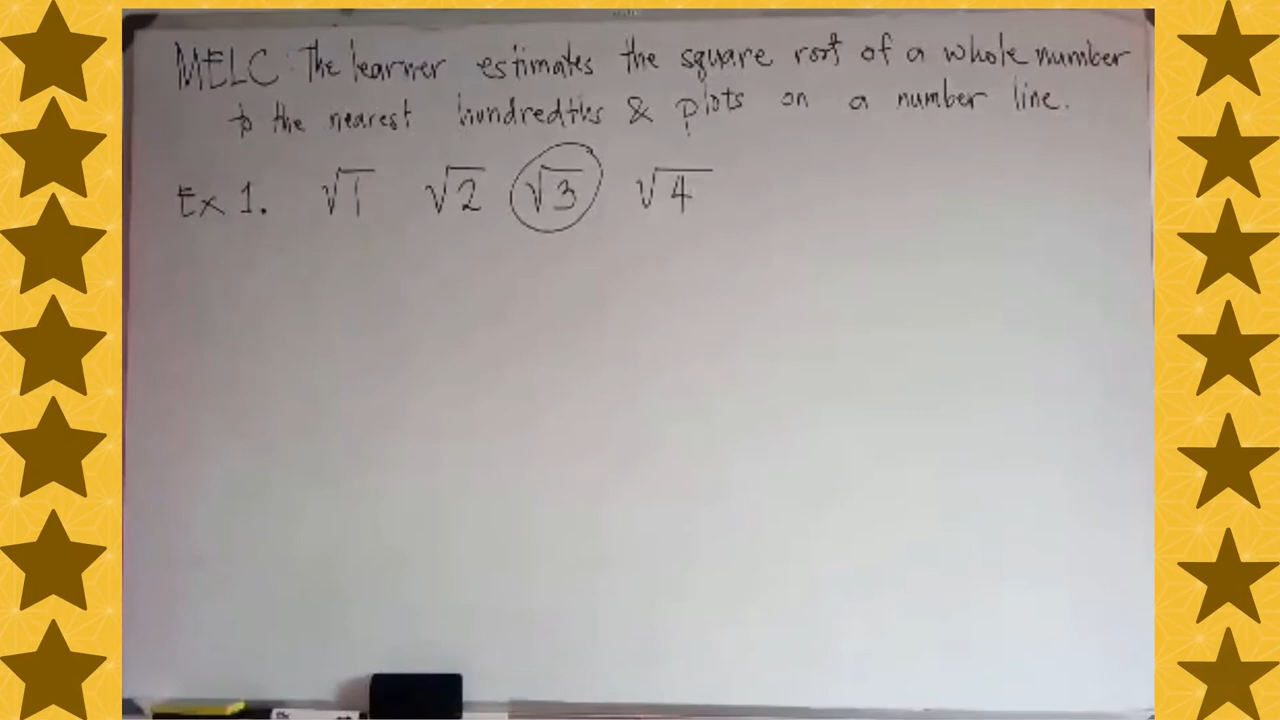 MELC: The learner estimates the square root of a whole number
to the nearest hundredths & plots on a number line.
Ex 1. √1 √2 √3 √4